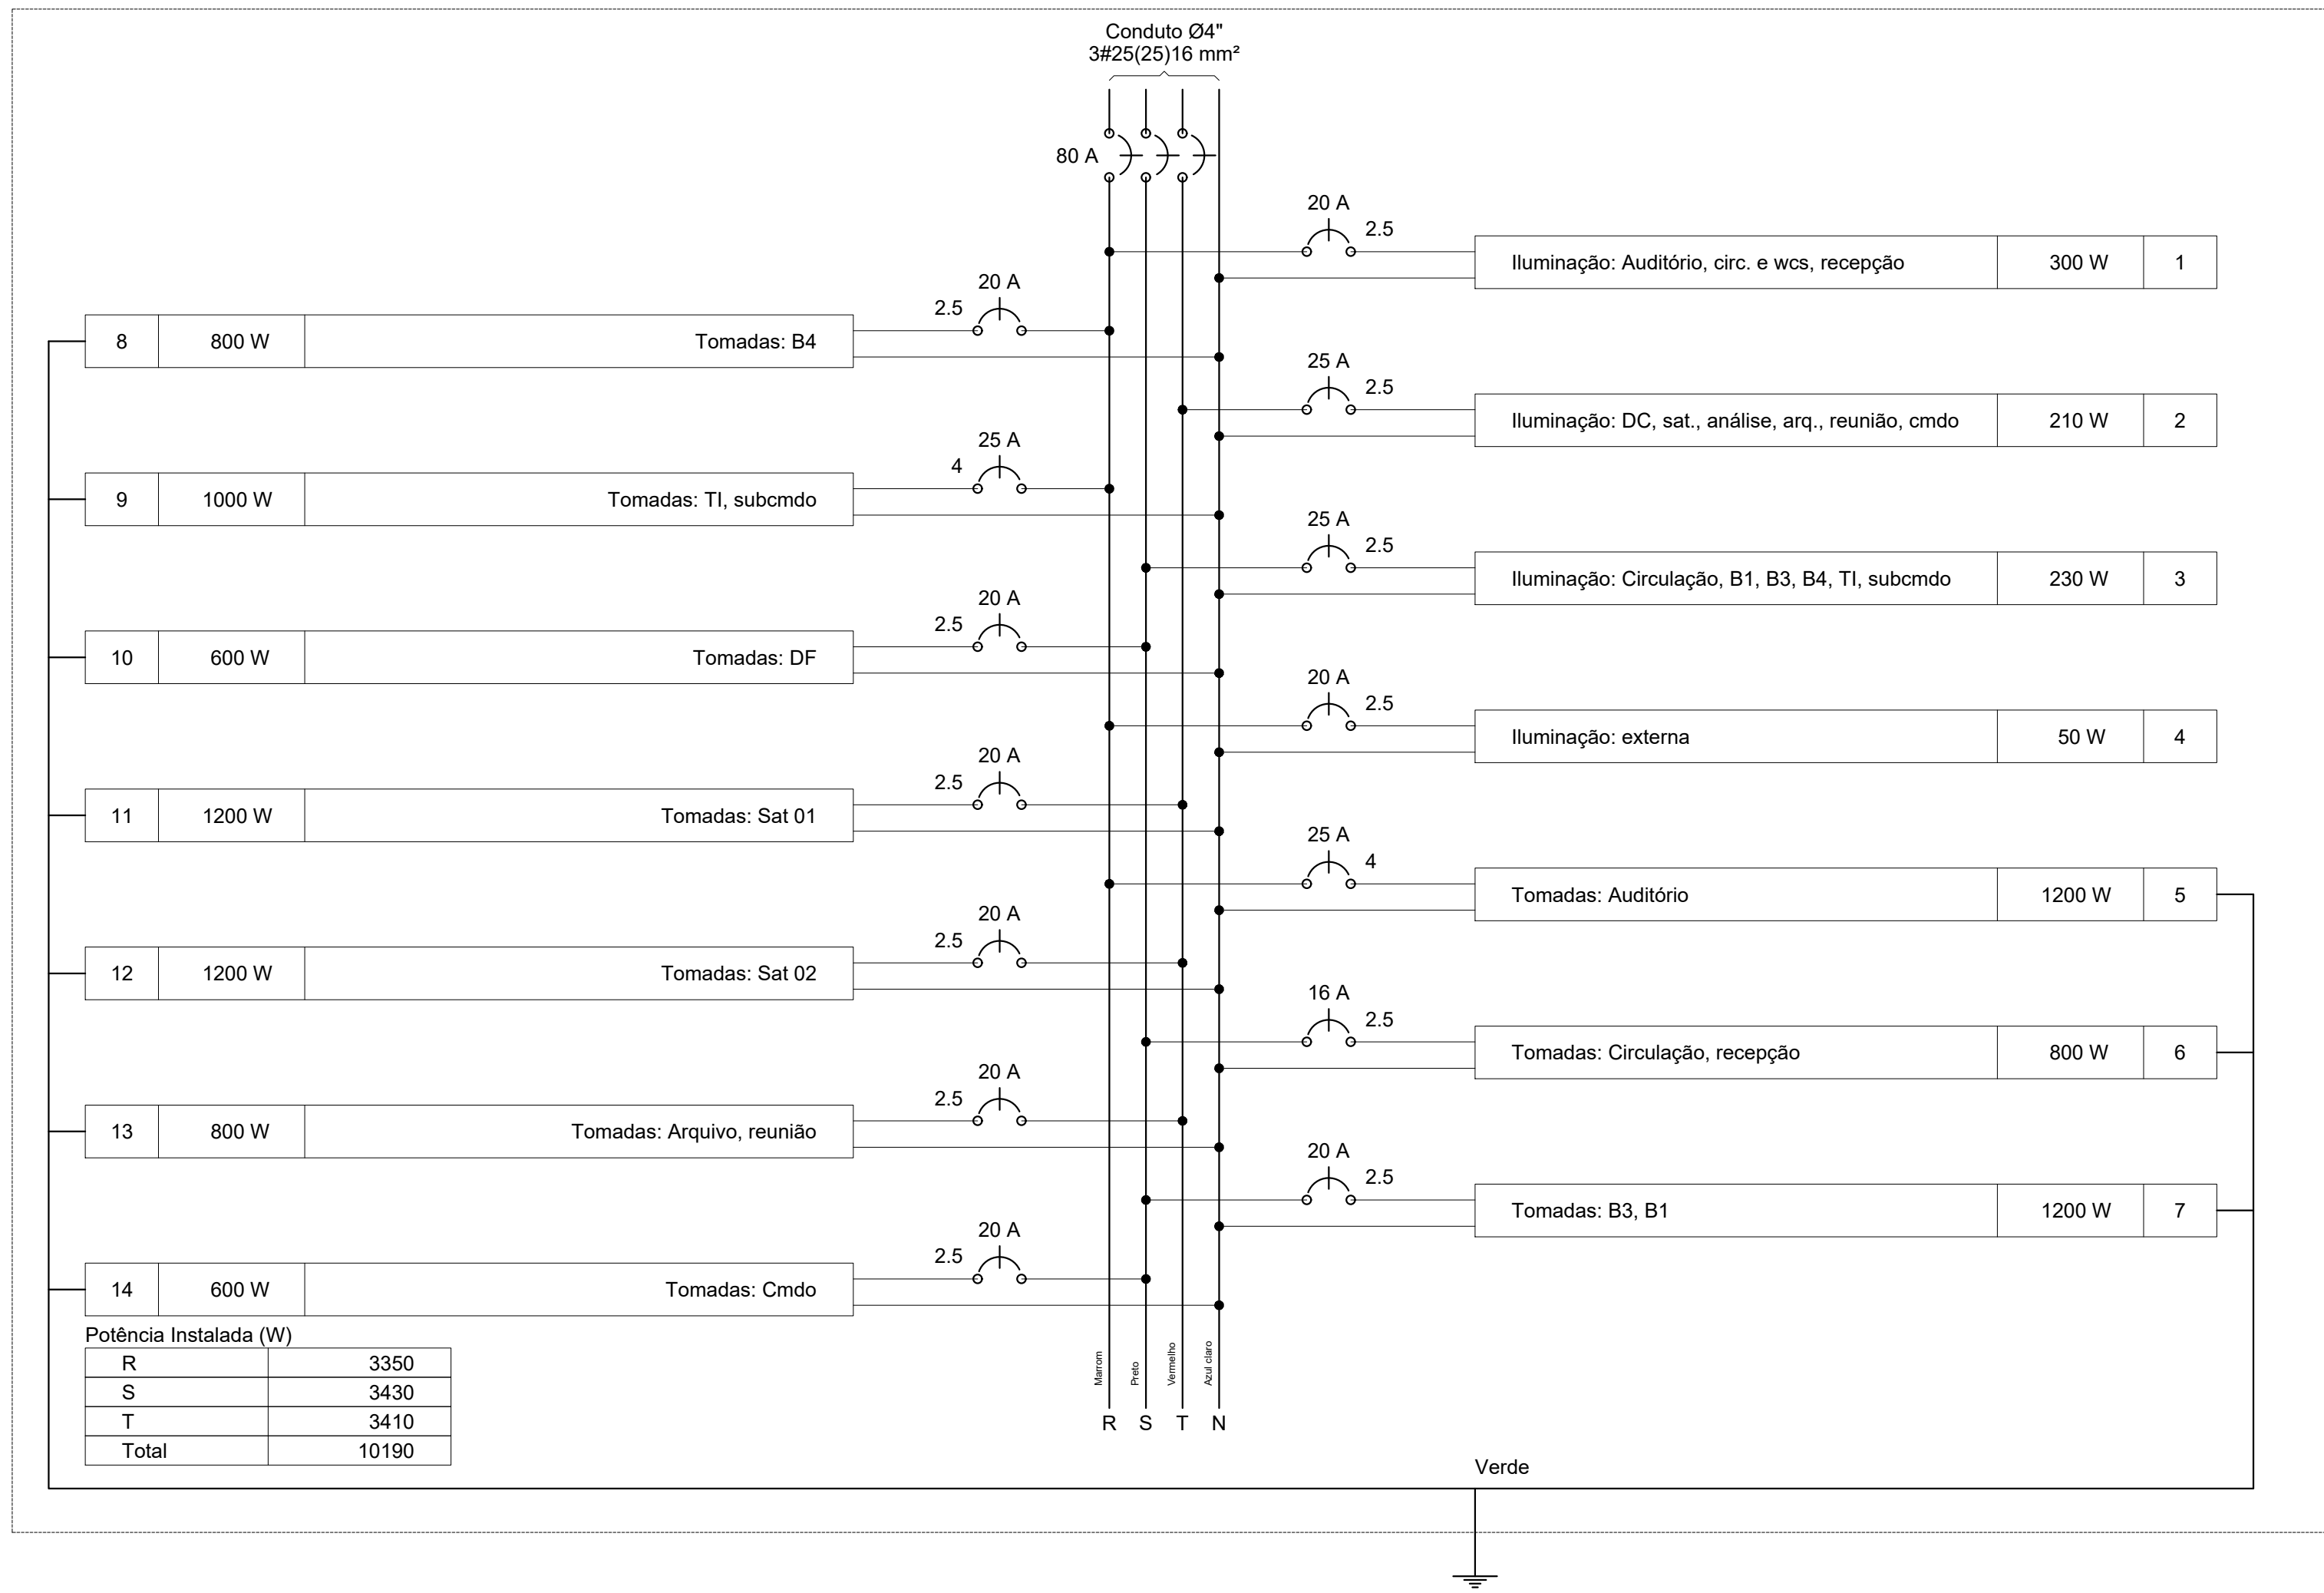 Conduto Ø4"
3#25(25)16 mm²
80 A
20 A
2.5
Iluminação: Auditório, circ. e wcs, recepção 300 W 1
20 A
2.5
8 800 W Tomadas: B4
25 A
2.5
Iluminação: DC, sat., análise, arq., reunião, cmdo 210 W 2
25 A
4
9 1000 W Tomadas: TI, subcmdo
25 A
2.5
Iluminação: Circulação, B1, B3, B4, TI, subcmdo 230 W 3
20 A
2.5
10 600 W Tomadas: DF
20 A
2.5
Iluminação: externa 50 W 4
20 A
2.5
11 1200 W Tomadas: Sat 01
25 A
4
Tomadas: Auditório 1200 W 5
20 A
2.5
12 1200 W Tomadas: Sat 02
16 A
2.5
Tomadas: Circulação, recepção 800 W 6
20 A
2.5
13 800 W Tomadas: Arquivo, reunião
20 A
2.5
Tomadas: B3, B1 1200 W 7
20 A
2.5
14 600 W Tomadas: Cmdo
Potência Instalada (W)
R 3350
S 3430
T 3410
Total 10190
Marrom
Preto
Vermelho
Azul claro
R S T N
Verde